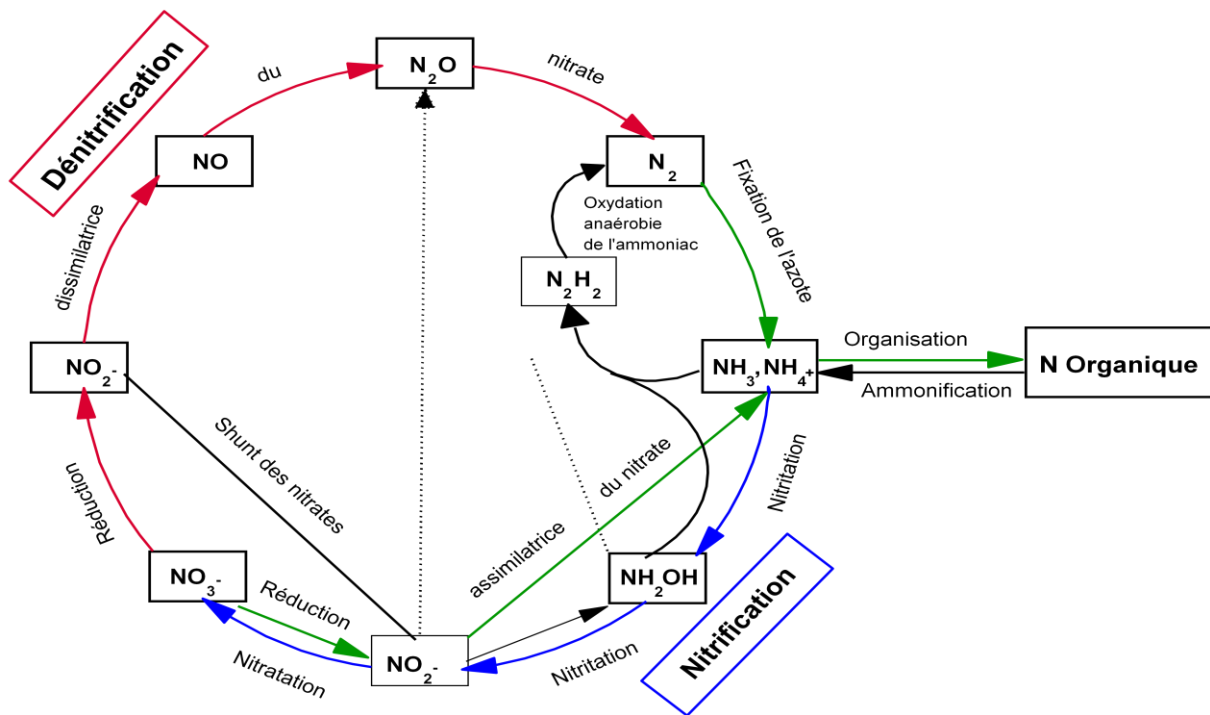 Dénitrification
du
N2O
nitrate
NO
N2
Fixation de l'azote
Oxydation
anaérobie
de l'ammoniac
dissimilatrice
N2H2
NO2-
NH3,NH4+
Organisation
N Organique
Ammonification
Shunt des nitrates
du nitrate
Nitritation
Réduction
assimilatrice
NO3-
Réduction
NH2OH
Nitrification
Nitratation
NO2-
Nitritation